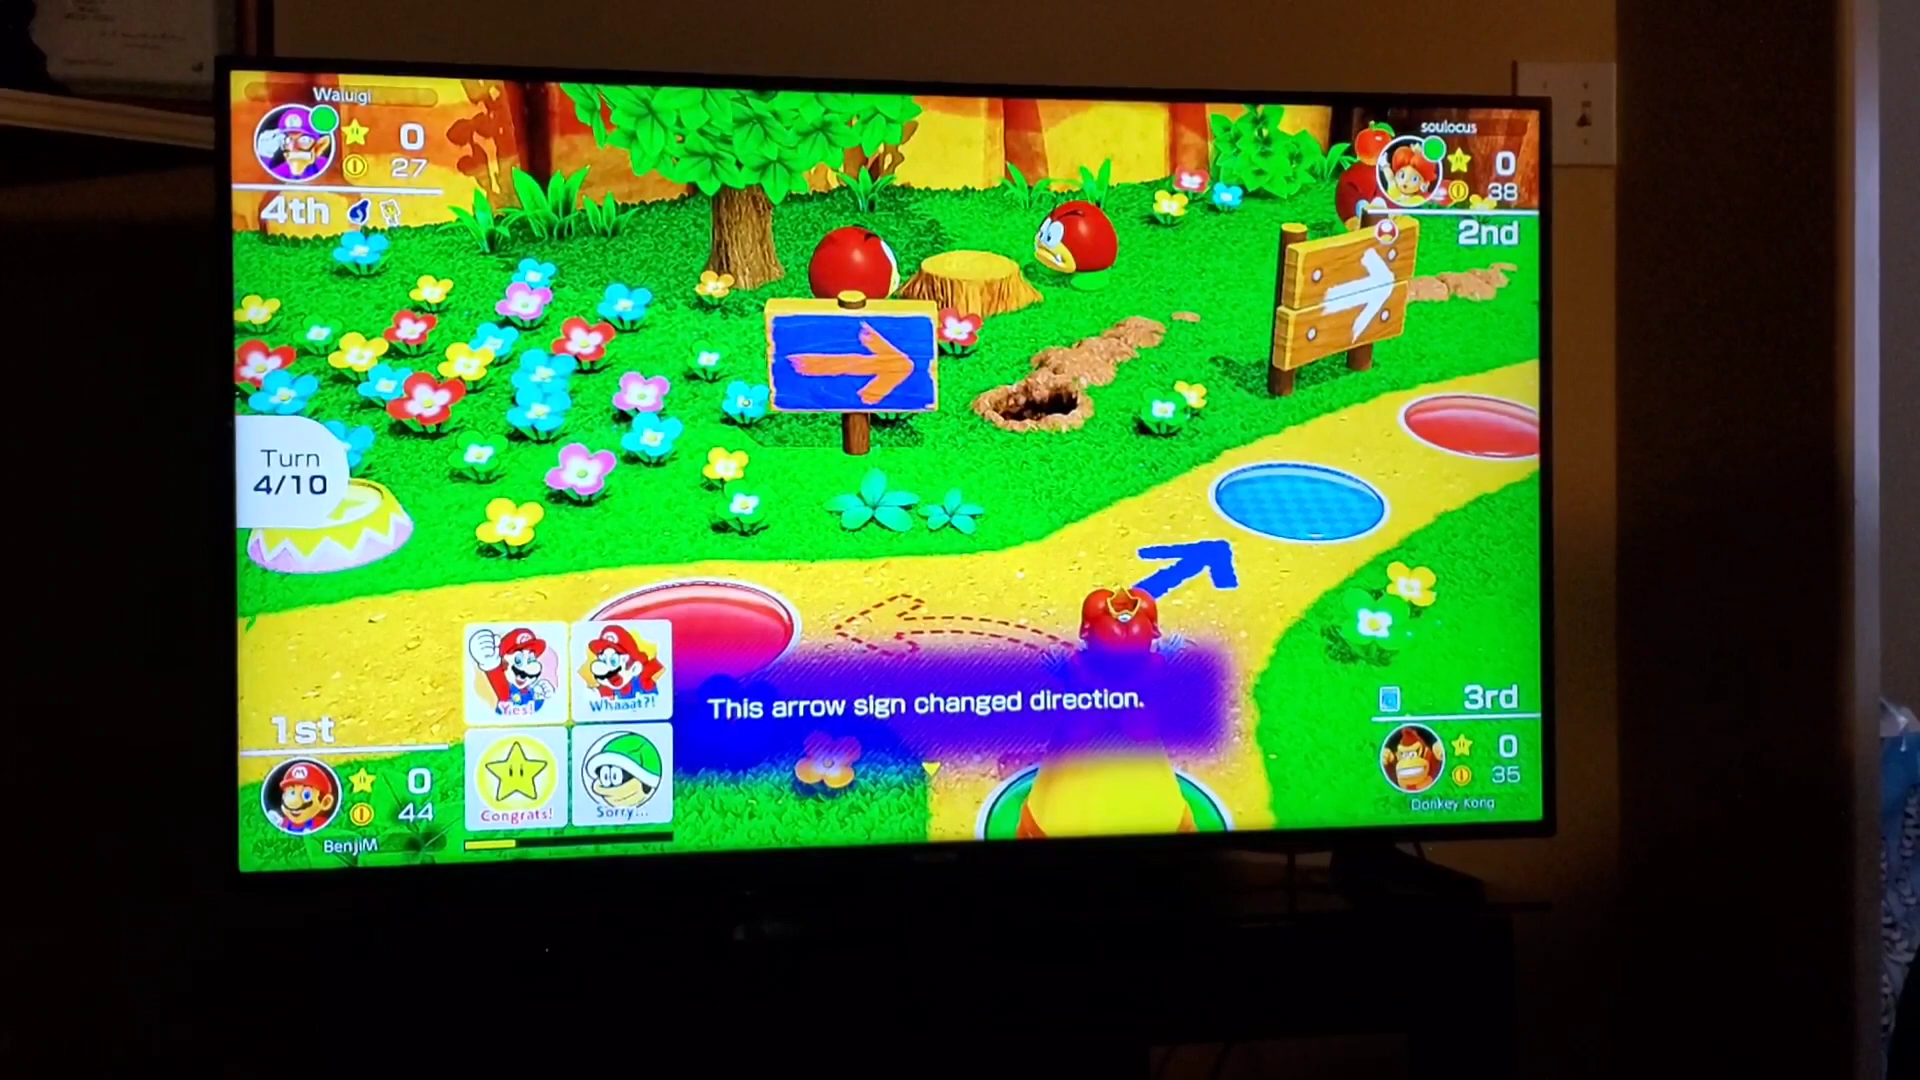 Waluigi
0
27
4th
soulocus
0
38
2nd
Turn
4/10
Yes!
Whaaat?!
This arrow sign changed direction.
Congrats!
Sorry...
1st
0
44
BenjiM
3rd
0
35
Donkey Kong